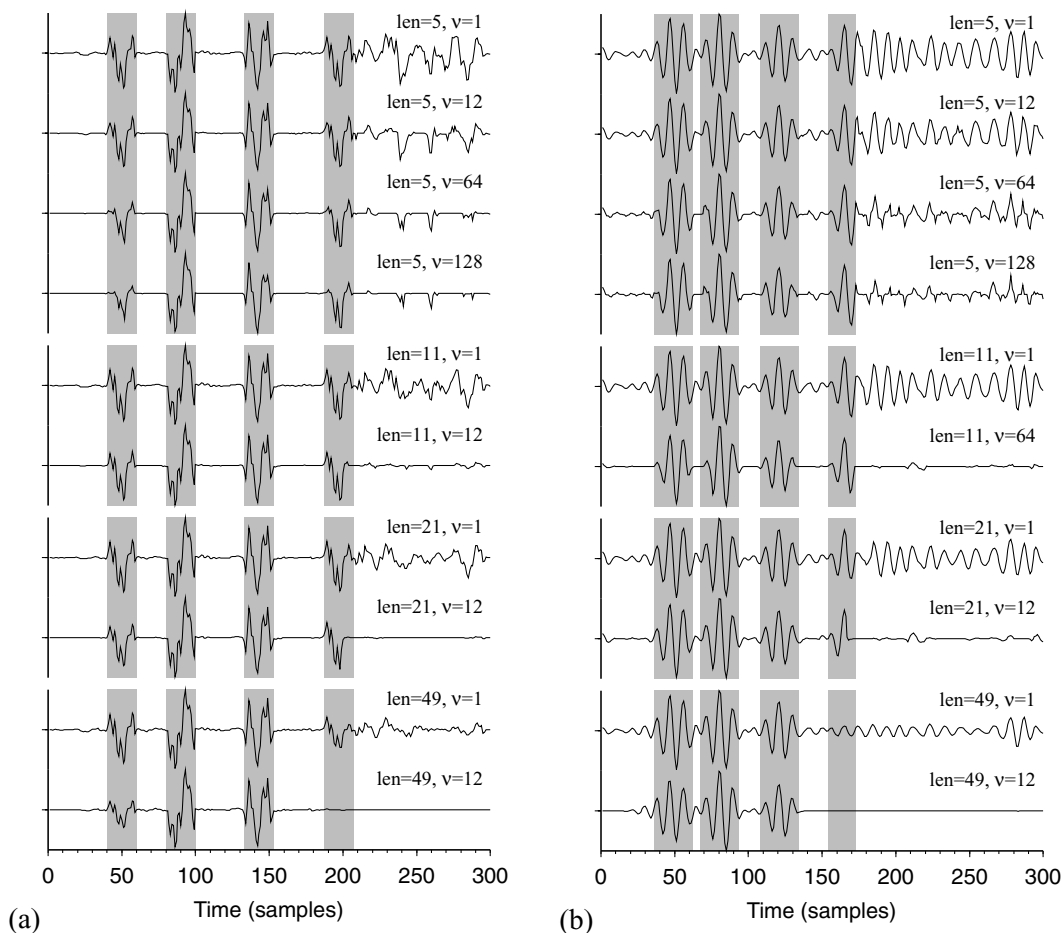 len=5, ν=1
len=5, ν=12
len=5, ν=64
len=5, ν=128
len=11, ν=1
len=11, ν=12
len=21, ν=1
len=21, ν=12
len=49, ν=1
len=49, ν=12
0 50 100 150 200 250 300
Time (samples)
(a)
len=5, ν=1
len=5, ν=12
len=5, ν=64
len=5, ν=128
len=11, ν=1
len=11, ν=64
len=21, ν=1
len=21, ν=12
len=49, ν=1
len=49, ν=12
0 50 100 150 200 250 300
Time (samples)
(b)